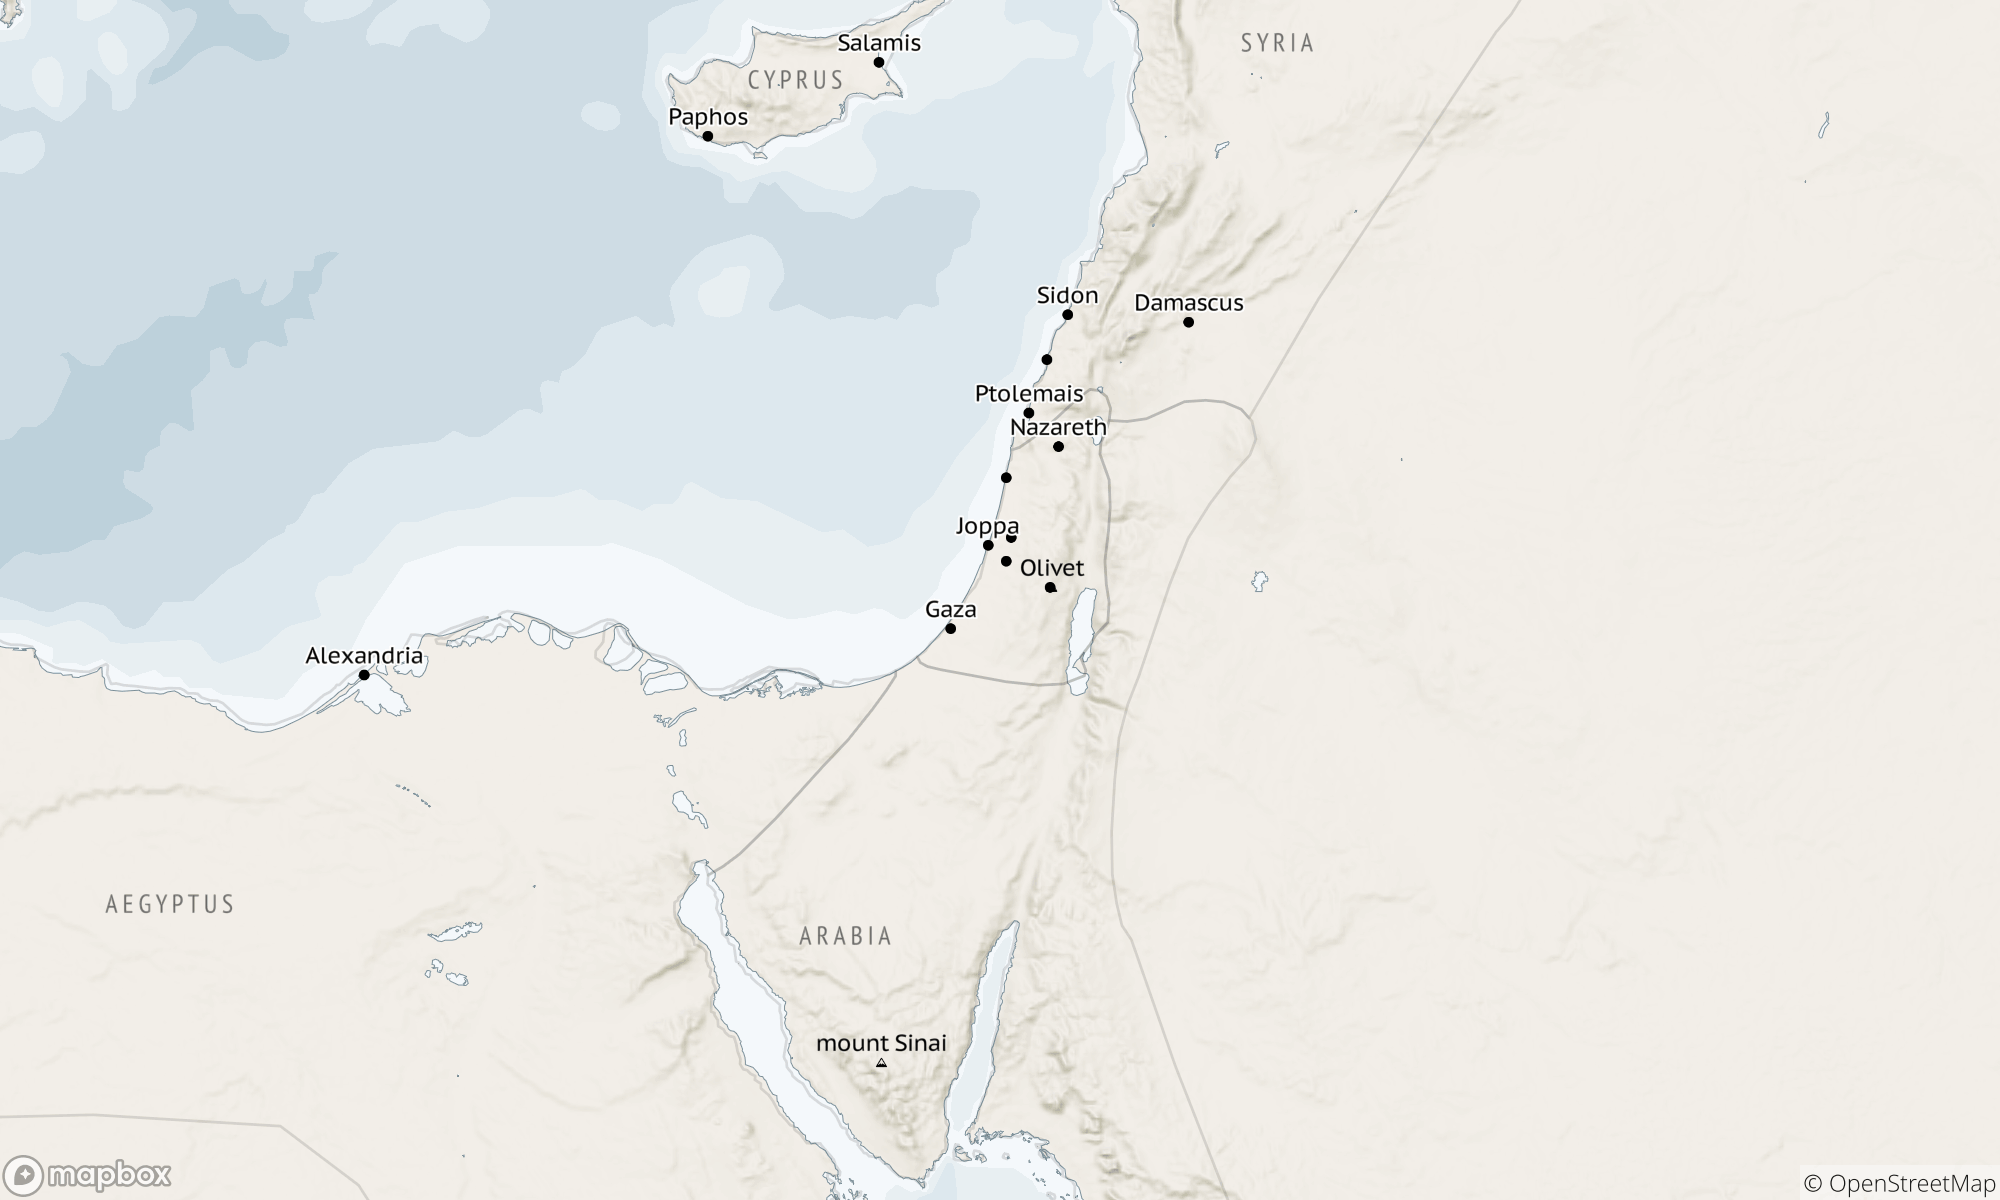 Salamis
SYRIA
CYPRUS
Paphos
Sidon
Damascus
Ptolemais
Nazareth
Joppa
Olivet
Gaza
Alexandria
AEGYPTUS
ARABIA
mount Sinai
mapbox
© OpenStreetMap